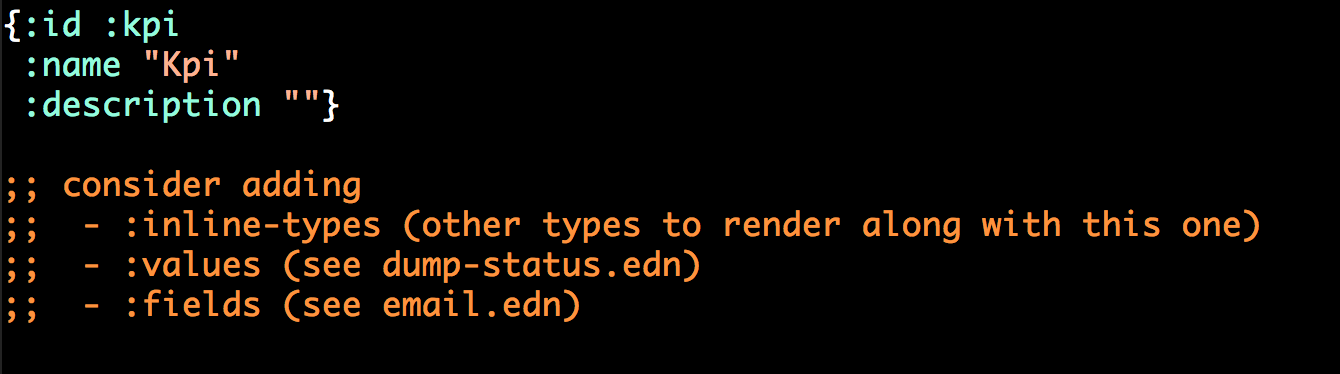 {:id :kpi
 :name "Kpi"
 :description ""}
;; consider adding
;;  - :inline-types (other types to render along with this one)
;;  - :values (see dump-status.edn)
;;  - :fields (see email.edn)